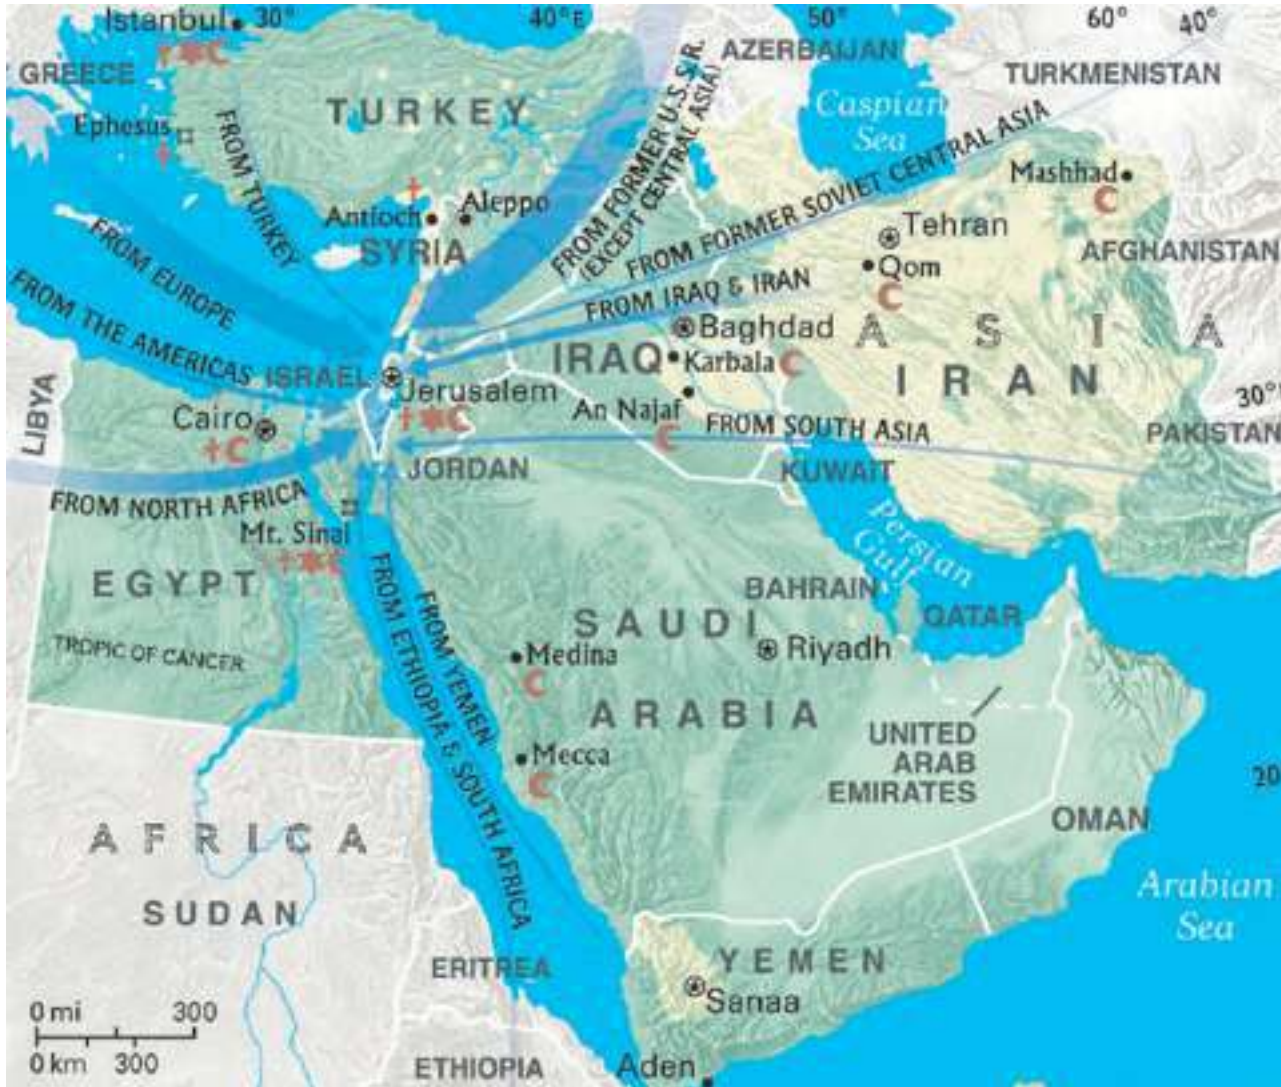 Istanbul
30°
40°E
50°
60°
40°
GREECE
AZERBAIJAN
TURKMENISTAN
TURKEY
Caspian
Sea
Ephesus
FROM TURKEY
FROM FORMER U.S.S.R.
(EXCEPT CENTRAL ASIA)
FROM FORMER SOVIET CENTRAL ASIA
Mashhad
Antioch
Aleppo
SYRIA
Tehran
Qom
AFGHANISTAN
FROM EUROPE
FROM THE AMERICAS
FROM IRAQ & IRAN
Baghdad
ASIA
IRAQ
Karbala
IRAN
ISRAEL
Jerusalem
LIBYA
Cairo
An Najaf
30°
FROM SOUTH ASIA
PAKISTAN
JORDAN
KUWAIT
FROM NORTH AFRICA
Mt. Sinai
Persian
Gulf
EGYPT
BAHRAIN
QATAR
SAUDI
ARABIA
TROPIC OF CANCER
FROM YEMEN
FROM ETHIOPIA & SOUTH AFRICA
Medina
Riyadh
UNITED
ARAB
EMIRATES
Mecca
20
OMAN
AFRICA
SUDAN
Arabian
Sea
ERITREA
YEMEN
Sanaa
0 mi 300
0 km 300
ETHIOPIA
Aden